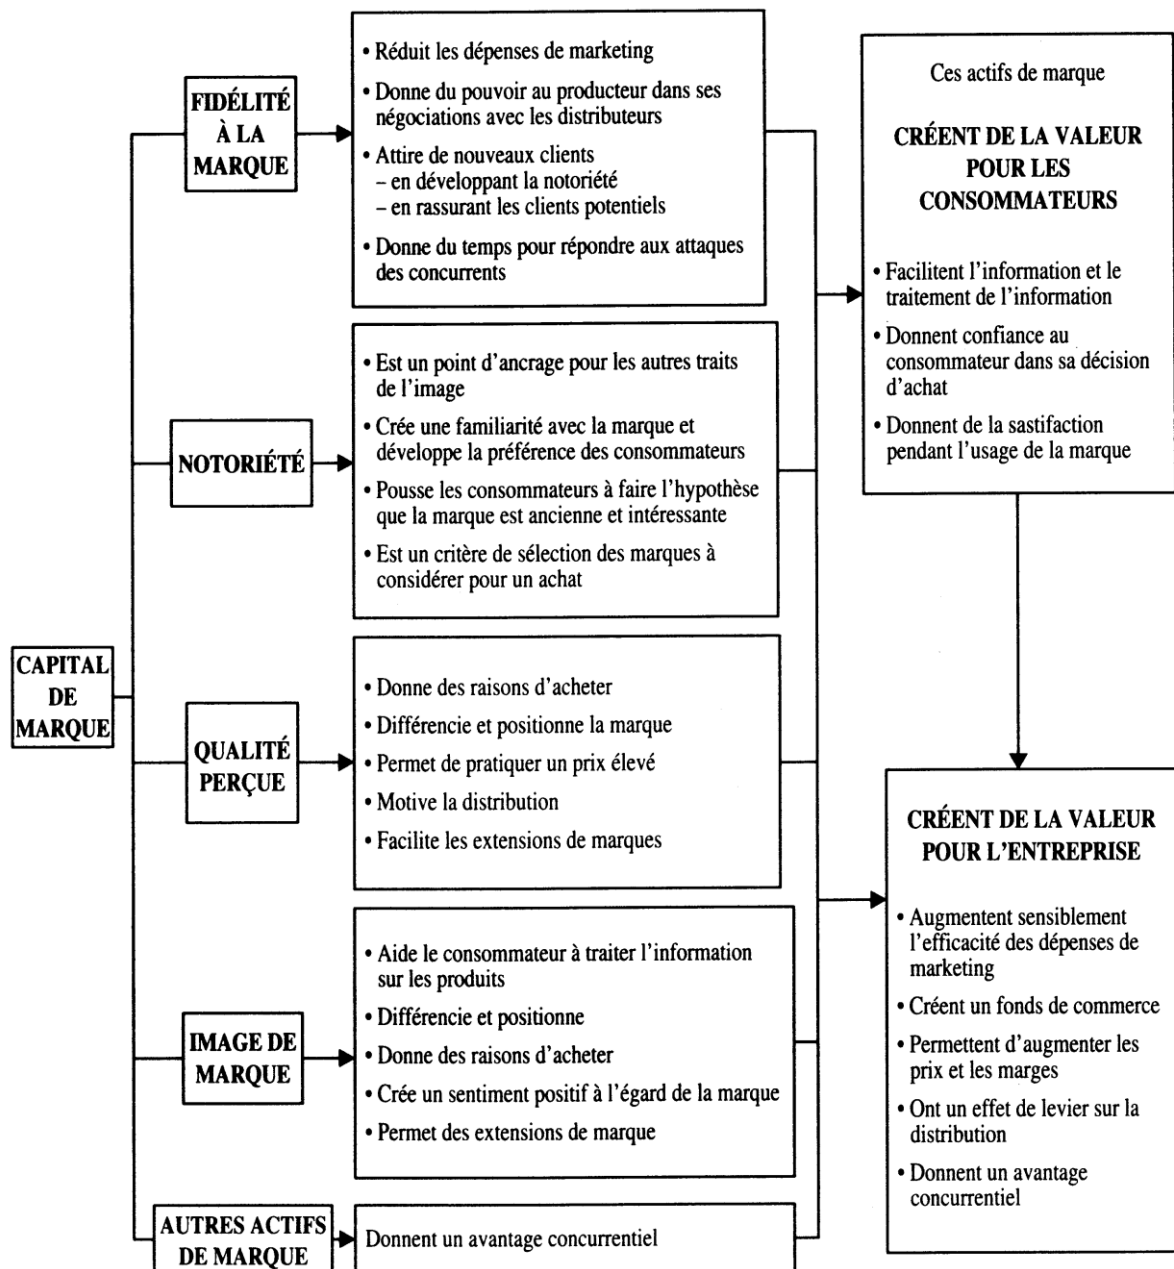 CAPITAL
DE
MARQUE
FIDÉLITÉ
À LA
MARQUE
• Réduit les dépenses de marketing
• Donne du pouvoir au producteur dans ses
négociations avec les distributeurs
• Attire de nouveaux clients
– en développant la notoriété
– en rassurant les clients potentiels
• Donne du temps pour répondre aux attaques
des concurrents
NOTORIÉTÉ
• Est un point d'ancrage pour les autres traits
de l'image
• Crée une familiarité avec la marque et
développe la préférence des consommateurs
• Pousse les consommateurs à faire l'hypothèse
que la marque est ancienne et intéressante
• Est un critère de sélection des marques à
considérer pour un achat
QUALITÉ
PERÇUE
• Donne des raisons d'acheter
• Différencie et positionne la marque
• Permet de pratiquer un prix élevé
• Motive la distribution
• Facilite les extensions de marques
IMAGE DE
MARQUE
• Aide le consommateur à traiter l'information
sur les produits
• Différencie et positionne
• Donne des raisons d'acheter
• Crée un sentiment positif à l'égard de la marque
• Permet des extensions de marque
AUTRES ACTIFS
DE MARQUE
Donnent un avantage concurrentiel
Ces actifs de marque
CRÉENT DE LA VALEUR
POUR LES
CONSOMMATEURS
• Facilitent l'information et le
traitement de l'information
• Donnent confiance au
consommateur dans sa décision
d'achat
• Donnent de la sastifaction
pendant l'usage de la marque
CRÉENT DE LA VALEUR
POUR L'ENTREPRISE
• Augmentent sensiblement
l'efficacité des dépenses de
marketing
• Créent un fonds de commerce
• Permettent d'augmenter les
prix et les marges
• Ont un effet de levier sur la
distribution
• Donnent un avantage
concurrentiel